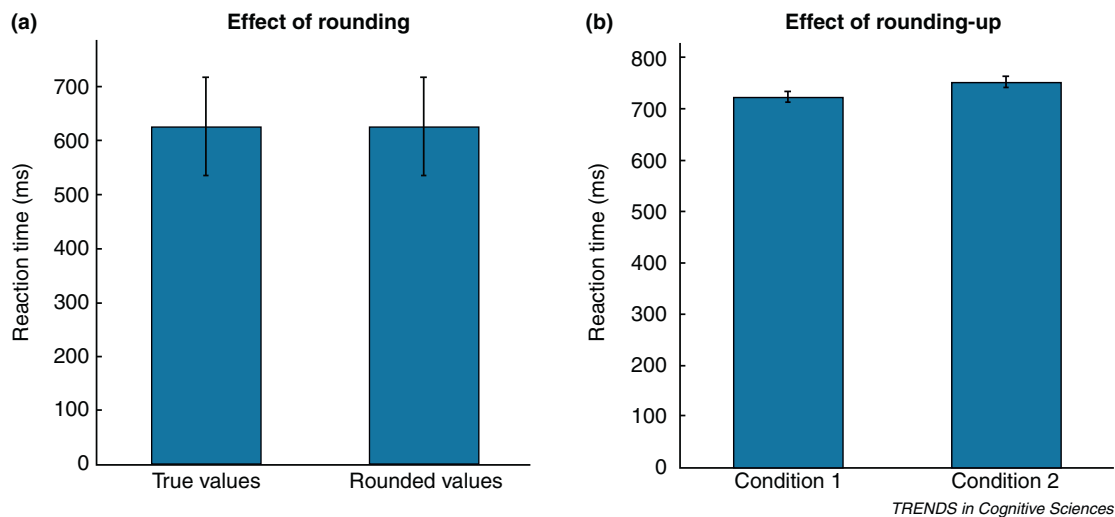 (a) Effect of rounding
Reaction time (ms)
700
600
500
400
300
200
100
0
True values Rounded values
(b) Effect of rounding-up
Reaction time (ms)
800
700
600
800
700
400
300
200
100
0
Condition 1 Condition 2
TRENDS in Cognitive Sciences